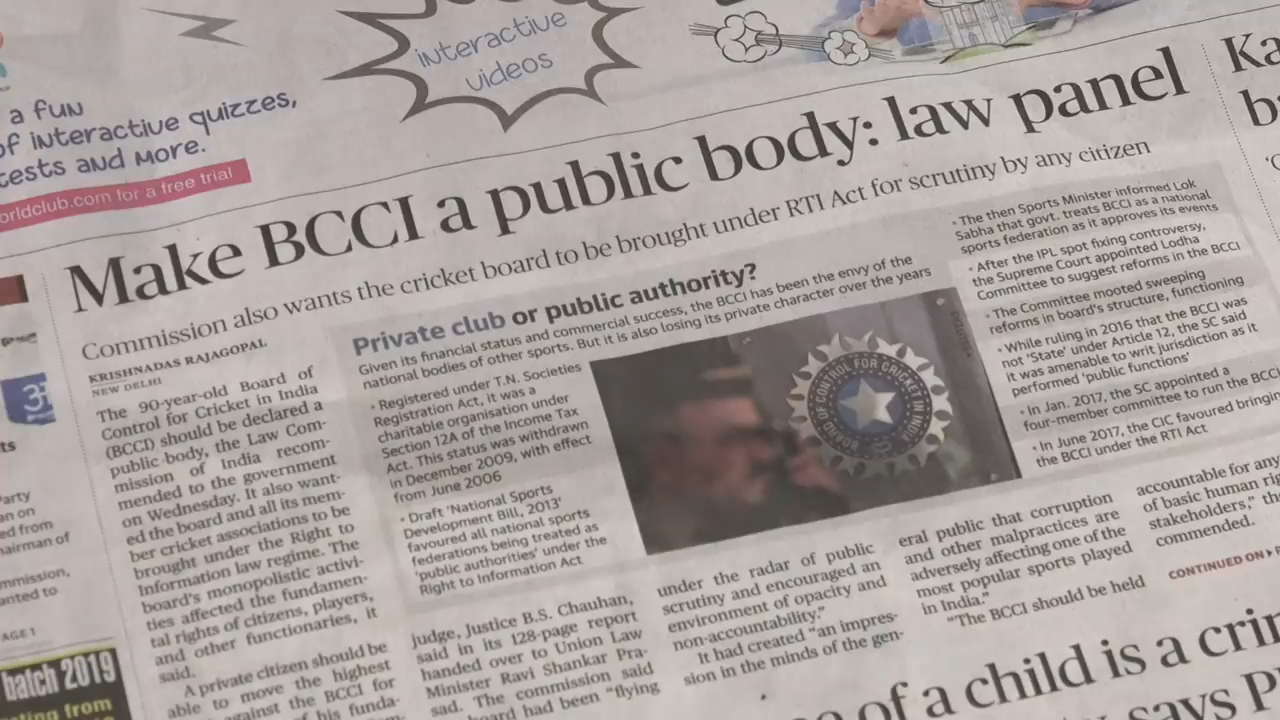 interactive
videos
a fun
of interactive quizzes,
tests and more.
orldclub.com for a free trial
Make BCCI a public body: law panel
Commission also wants the cricket board to be brought under RTI Act for scrutiny by any citizen
KRISHNADAS RAJAGOPAL
NEW DELHI
The 90-year-old Board of
Control for Cricket in India
(BCCI) should be declared a
public body, the Law Com-
mission of India recom-
mended to the government
on Wednesday. It also want-
ed the board and all its mem-
ber cricket associations to be
brought under the Right to
Information law regime. The
board's monopolistic activi-
ties affected the fundamen-
tal rights of citizens, players,
and other functionaries, it
said.
A private citizen should be
able to move the highest
against the BCCI for
of his funda-
Private club or public authority?
Given its financial status and commercial success, the BCCI has been the envy of the
national bodies of other sports. But it is also losing its private character over the years
• Registered under T.N. Societies
Registration Act, it was a
charitable organisation under
Section 12A of the Income Tax
Act. This status was withdrawn
in December 2009, with effect
from June 2006
• Draft 'National Sports
Development Bill, 2013'
favoured all national sports
federations being treated as
'public authorities' under the
Right to Information Act
BOARD OF CONTROL FOR CRICKET IN INDIA
• The then Sports Minister informed Lok
Sabha that govt. treats BCCI as a national
sports federation as it approves its events
• After the IPL spot fixing controversy,
the Supreme Court appointed Lodha
Committee to suggest reforms in the BCCI
• The Committee mooted sweeping
reforms in board's structure, functioning
• While ruling in 2016 that the BCCI was
not 'State' under Article 12, the SC said
it was amenable to writ jurisdiction as it
performed 'public functions'
• In Jan. 2017, the SC appointed a
four-member committee to run the BCCI
• In June 2017, the CIC favoured bringing
the BCCI under the RTI Act
judge, Justice B.S. Chauhan,
said in its 128-page report
handed over to Union Law
Minister Ravi Shankar Pra-
sad. The commission said
board had been "flying
under the radar of public
scrutiny and encouraged an
environment of opacity and
non-accountability."
It had created "an impres-
sion in the minds of the gen-
eral public that corruption
and other malpractices are
adversely affecting one of the
most popular sports played
in India."
"The BCCI should be held
accountable for any
of basic human rig
stakeholders," th
commended.
CONTINUED ON
Ka
b
ts
Party
an on
ed from
hairman of
mmission,
anted to
AGE 1
batch 2019
ting from
of a child is a crim
says P